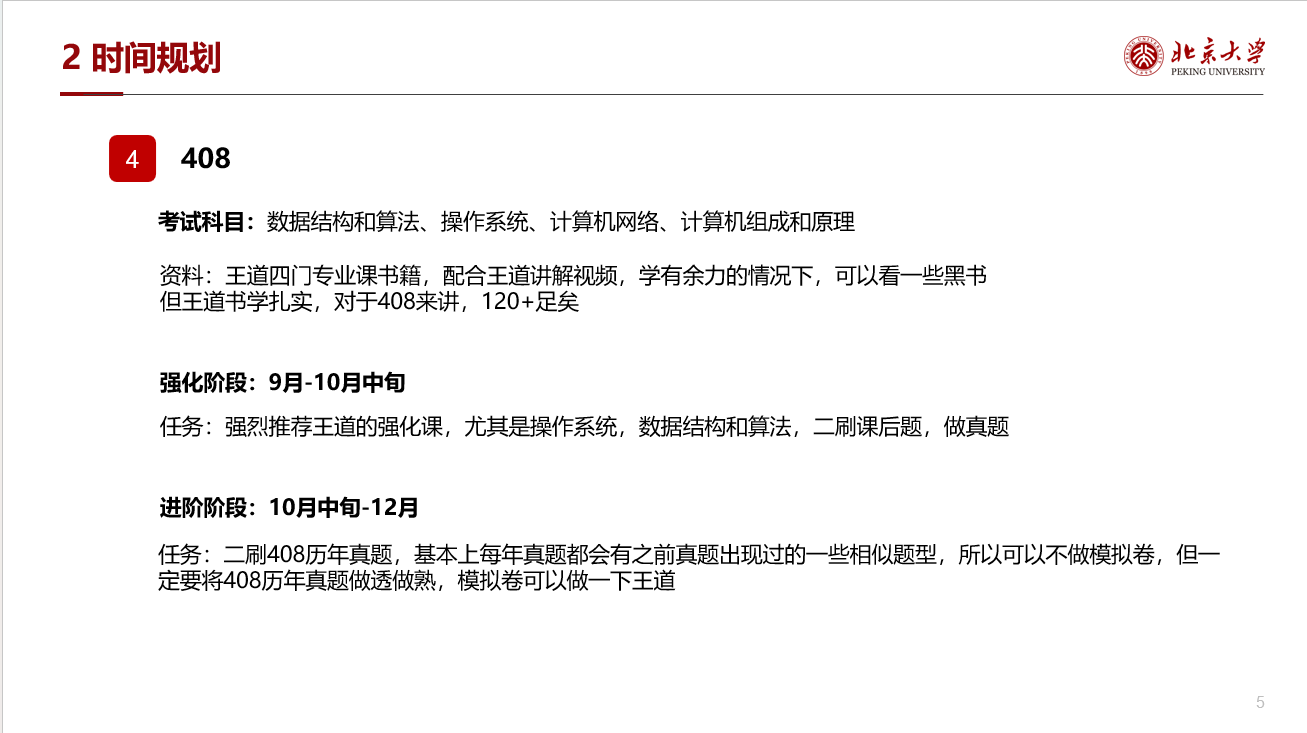 2 时间规划
北京大学
PEKING UNIVERSITY
4
408
考试科目：数据结构和算法、操作系统、计算机网络、计算机组成和原理
资料：王道四门专业课书籍，配合王道讲解视频，学有余力的情况下，可以看一些黑书
但王道书学扎实，对于408来讲，120+足矣
强化阶段：9月-10月中旬
任务：强烈推荐王道的强化课，尤其是操作系统，数据结构和算法，二刷课后题，做真题
进阶阶段：10月中旬-12月
任务：二刷408历年真题，基本上每年真题都会有之前真题出现过的一些相似题型，所以可以不做模拟卷，但一
定要将408历年真题做透做熟，模拟卷可以做一下王道
5